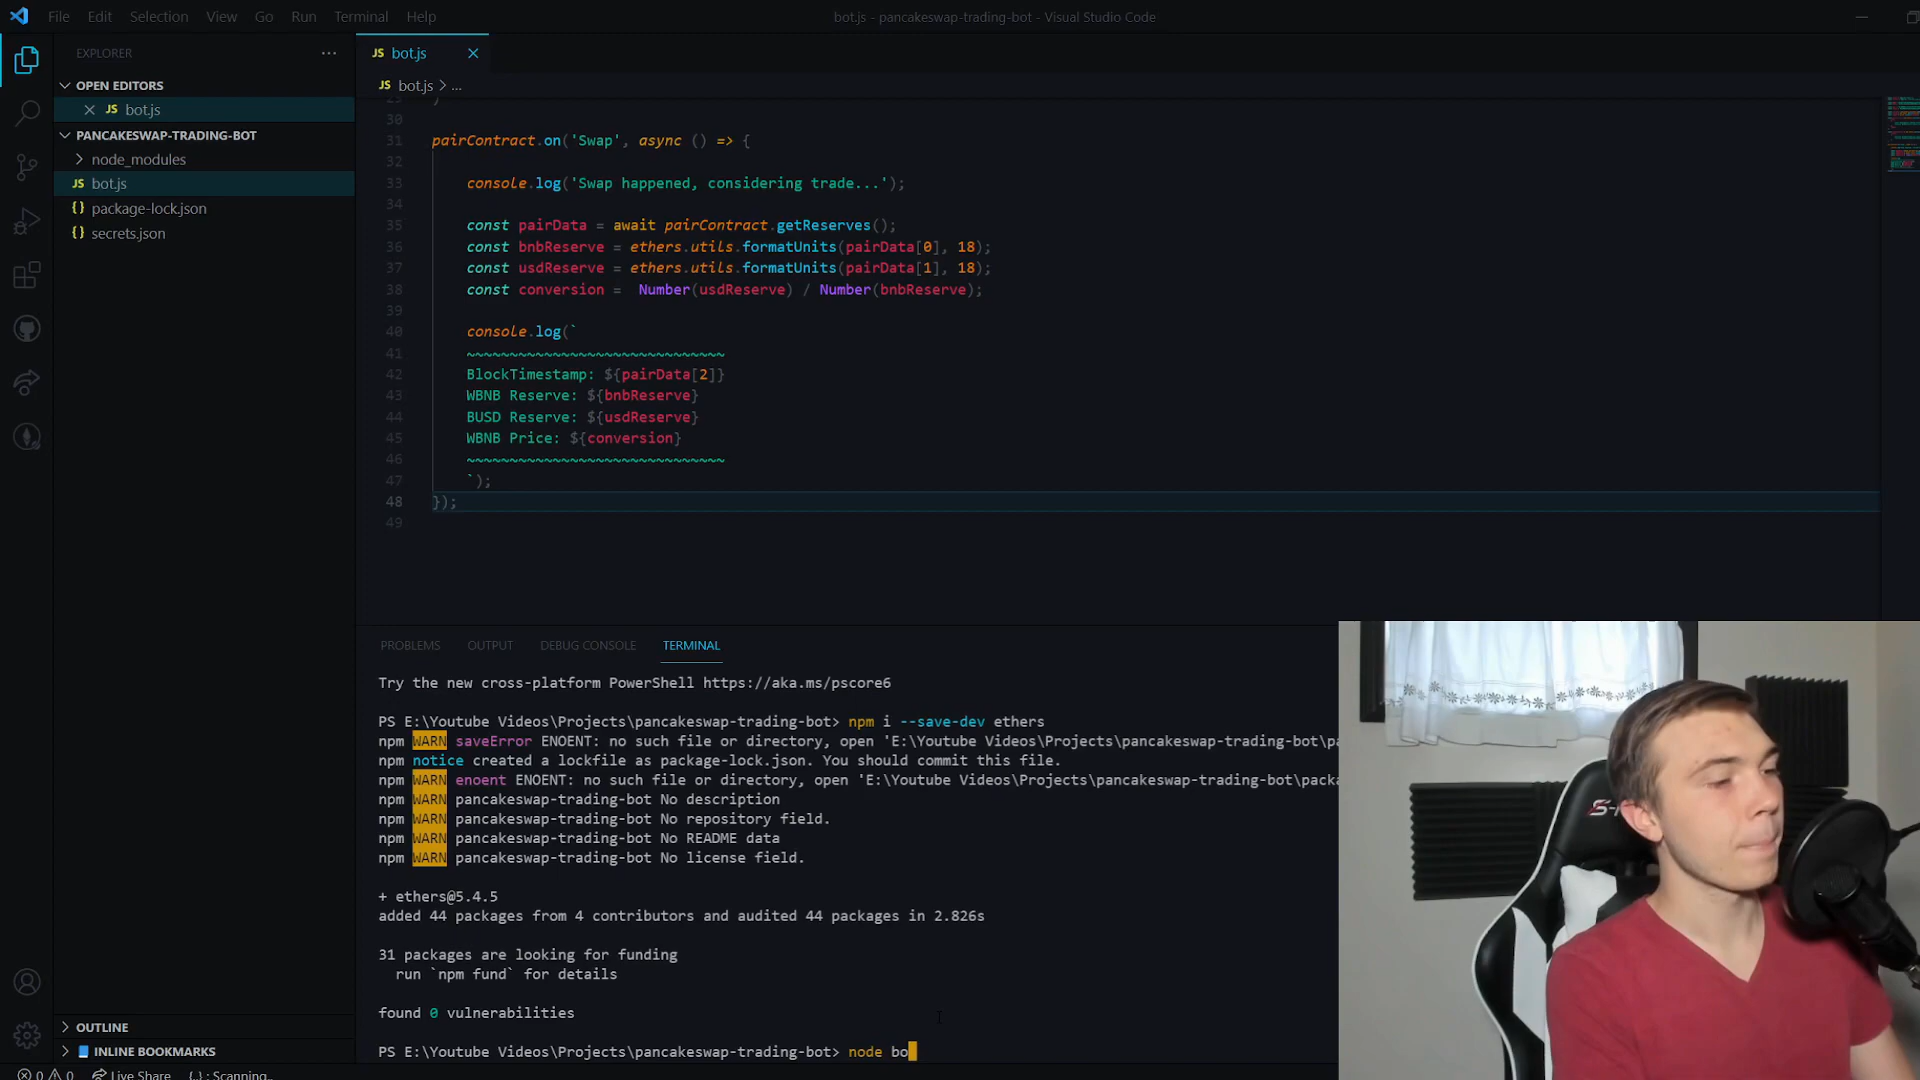 File Edit Selection View Go Run Terminal Help
bot.js - pancakeswap-trading-bot - Visual Studio Code
EXPLORER
OPEN EDITORS
JS bot.js
PANCAKESWAP-TRADING-BOT
node_modules
bot.js
{} package-lock.json
{} secrets.json
OUTLINE
INLINE BOOKMARKS
0 0 Live Share {..} : Scanning..
JS bot.js
JS bot.js > ...
30
31 pairContract.on('Swap', async () => {
32
33 console.log('Swap happened, considering trade...');
34
35 const pairData = await pairContract.getReserves();
36 const bnbReserve = ethers.utils.formatUnits(pairData[0], 18);
37 const usdReserve = ethers.utils.formatUnits(pairData[1], 18);
38 const conversion =  Number(usdReserve) / Number(bnbReserve);
39
40 console.log(`
41 ~~~~~~~~~~~~~~~~~~~~~~~~~~~~~~
42 BlockTimestamp: ${pairData[2]}
43 WBNB Reserve: ${bnbReserve}
44 BUSD Reserve: ${usdReserve}
45 WBNB Price: ${conversion}
46 ~~~~~~~~~~~~~~~~~~~~~~~~~~~~~~
47 `);
48 });
49
PROBLEMS OUTPUT DEBUG CONSOLE TERMINAL
Try the new cross-platform PowerShell https://aka.ms/pscore6
PS E:\Youtube Videos\Projects\pancakeswap-trading-bot> npm i --save-dev ethers
npm WARN saveError ENOENT: no such file or directory, open 'E:\Youtube Videos\Projects\pancakeswap-trading-bot\pa
npm notice created a lockfile as package-lock.json. You should commit this file.
npm WARN enoent ENOENT: no such file or directory, open 'E:\Youtube Videos\Projects\pancakeswap-trading-bot\packa
npm WARN pancakeswap-trading-bot No description
npm WARN pancakeswap-trading-bot No repository field.
npm WARN pancakeswap-trading-bot No README data
npm WARN pancakeswap-trading-bot No license field.
+ ethers@5.4.5
added 44 packages from 4 contributors and audited 44 packages in 2.826s
31 packages are looking for funding
run `npm fund` for details
found 0 vulnerabilities
PS E:\Youtube Videos\Projects\pancakeswap-trading-bot> node bo